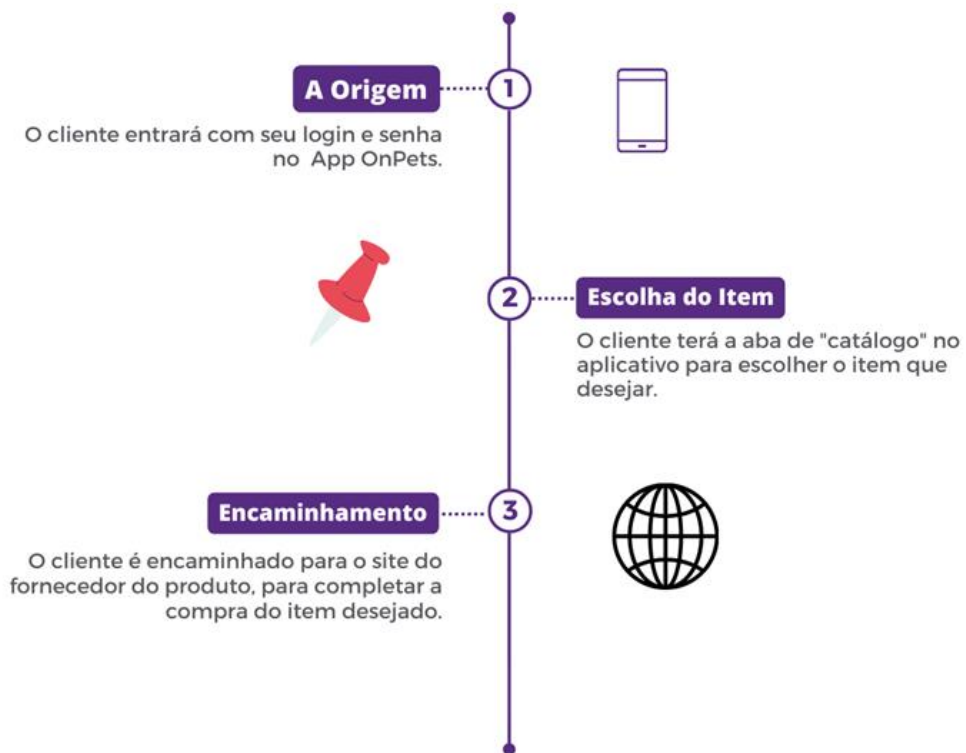 A Origem
1
O cliente entrará com seu login e senha
no App OnPets.
2
Escolha do Item
O cliente terá a aba de "catálogo" no
aplicativo para escolher o item que
desejar.
Encaminhamento
3
O cliente é encaminhado para o site do
fornecedor do produto, para completar a
compra do item desejado.